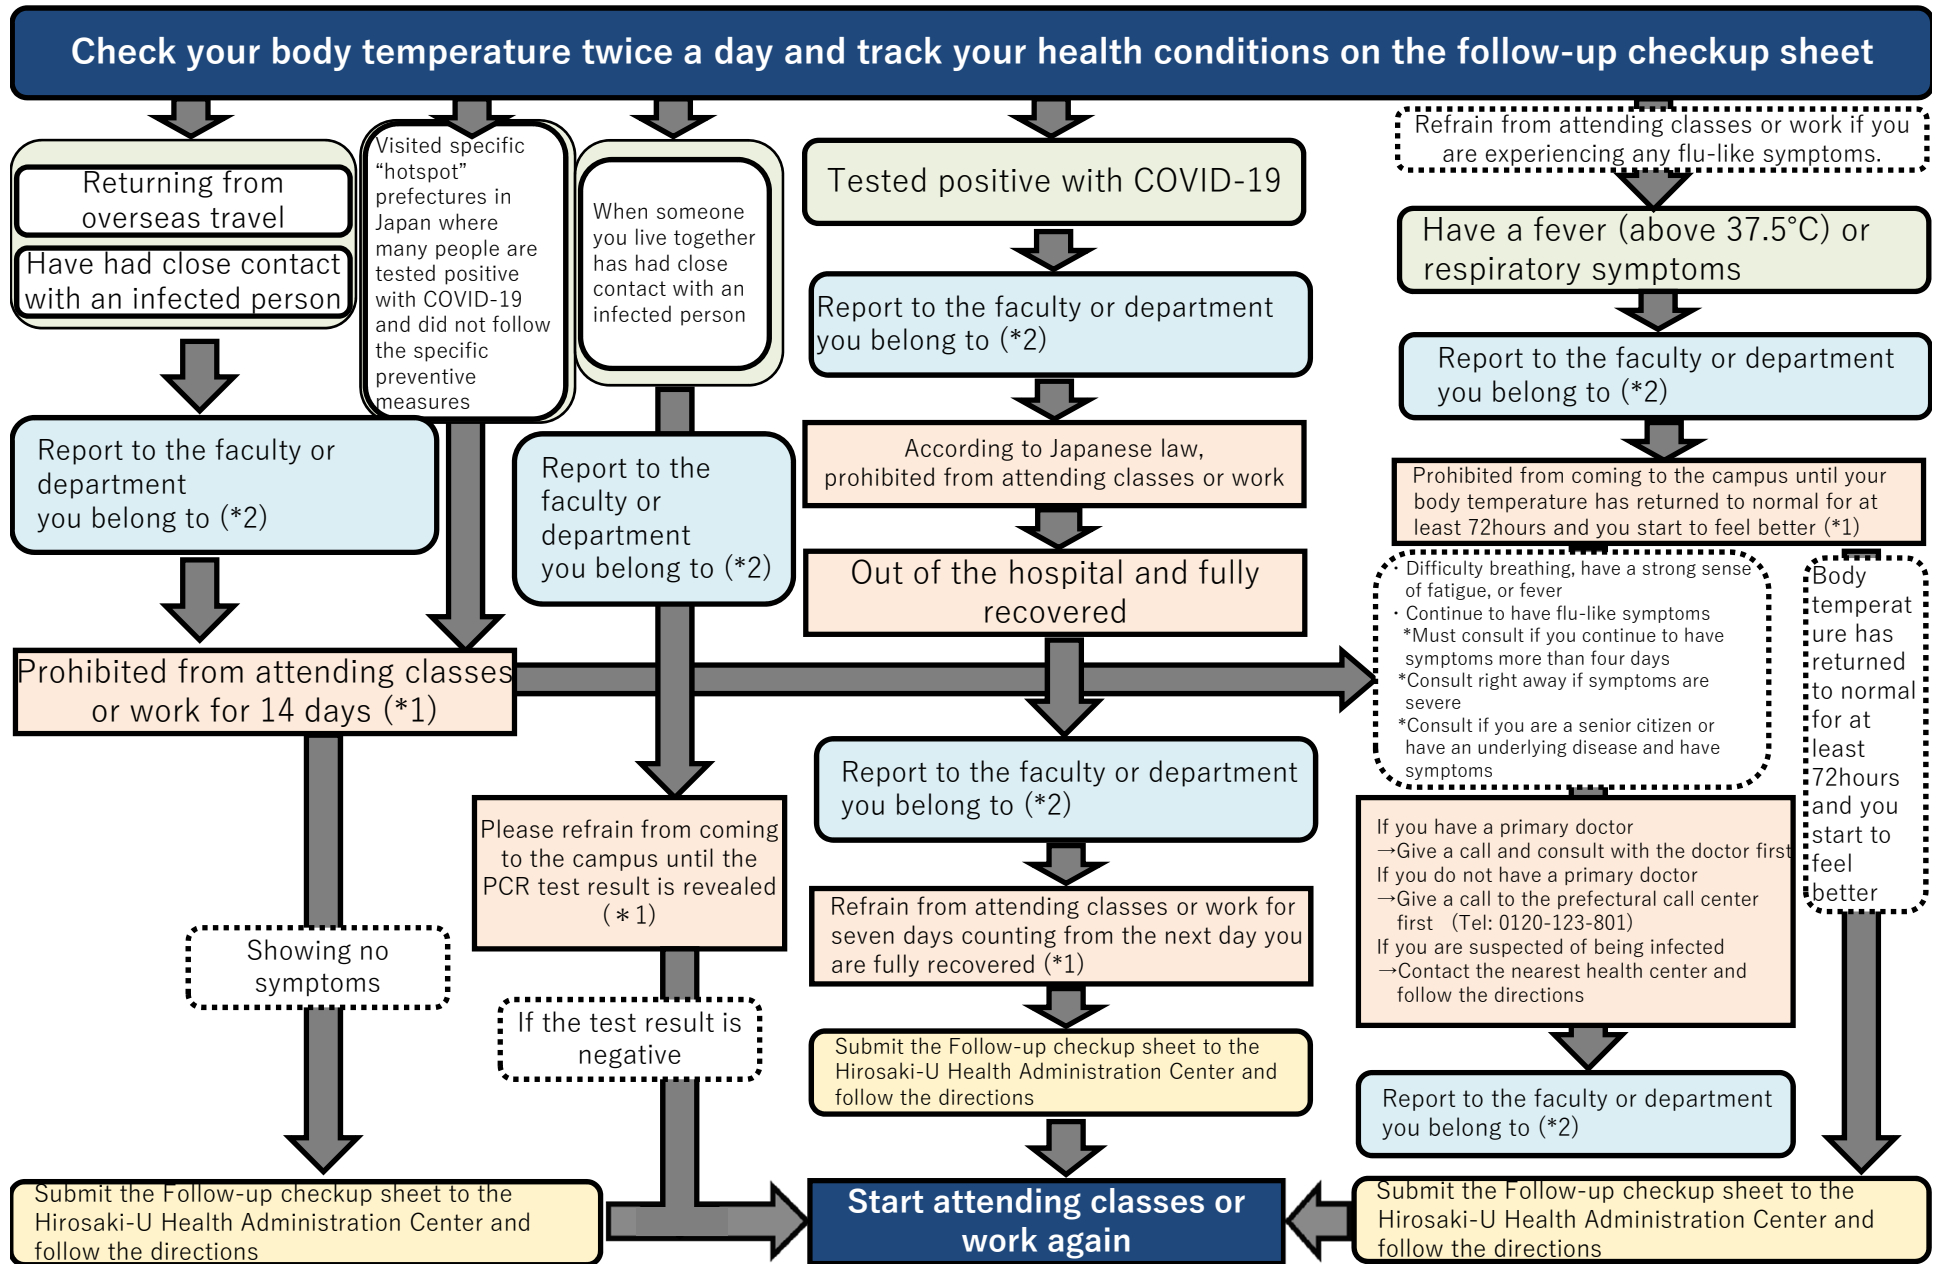 Check your body temperature twice a day and track your health conditions on the follow-up checkup sheet
Returning from
overseas travel
Have had close contact
with an infected person
Report to the faculty or
department
you belong to (*2)
Visited specific
“hotspot”
prefectures in
Japan where
many people are
tested positive
with COVID-19
and did not follow
the specific
preventive
measures
Prohibited from attending classes
or work for 14 days (*1)
Showing no
symptoms
Submit the Follow-up checkup sheet to the
Hirosaki-U Health Administration Center and
follow the directions
When someone
you live together
has had close
contact with an
infected person
Report to the
faculty or
department
you belong to (*2)
Please refrain from coming
to the campus until the
PCR test result is revealed
(＊1)
If the test result is
negative
Tested positive with COVID-19
Report to the faculty or department
you belong to (*2)
According to Japanese law,
prohibited from attending classes or work
Out of the hospital and fully
recovered
Report to the faculty or department
you belong to (*2)
Refrain from attending classes or work for
seven days counting from the next day you
are fully recovered (*1)
Submit the Follow-up checkup sheet to the
Hirosaki-U Health Administration Center and
follow the directions
Start attending classes or
work again
Refrain from attending classes or work if you
are experiencing any flu-like symptoms.
Have a fever (above 37.5°C) or
respiratory symptoms
Report to the faculty or department
you belong to (*2)
Prohibited from coming to the campus until your
body temperature has returned to normal for at
least 72hours and you start to feel better (*1)
・Difficulty breathing, have a strong sense
of fatigue, or fever
・Continue to have flu-like symptoms
*Must consult if you continue to have
symptoms more than four days
*Consult right away if symptoms are
severe
*Consult if you are a senior citizen or
have an underlying disease and have
symptoms
If you have a primary doctor
→Give a call and consult with the doctor first
If you do not have a primary doctor
→Give a call to the prefectural call center
first (Tel: 0120-123-801)
If you are suspected of being infected
→Contact the nearest health center and
follow the directions
Report to the faculty or department
you belong to (*2)
Body
temperat
ure has
returned
to normal
for at
least
72hours
and you
start to
feel
better
Submit the Follow-up checkup sheet to the
Hirosaki-U Health Administration Center and
follow the directions